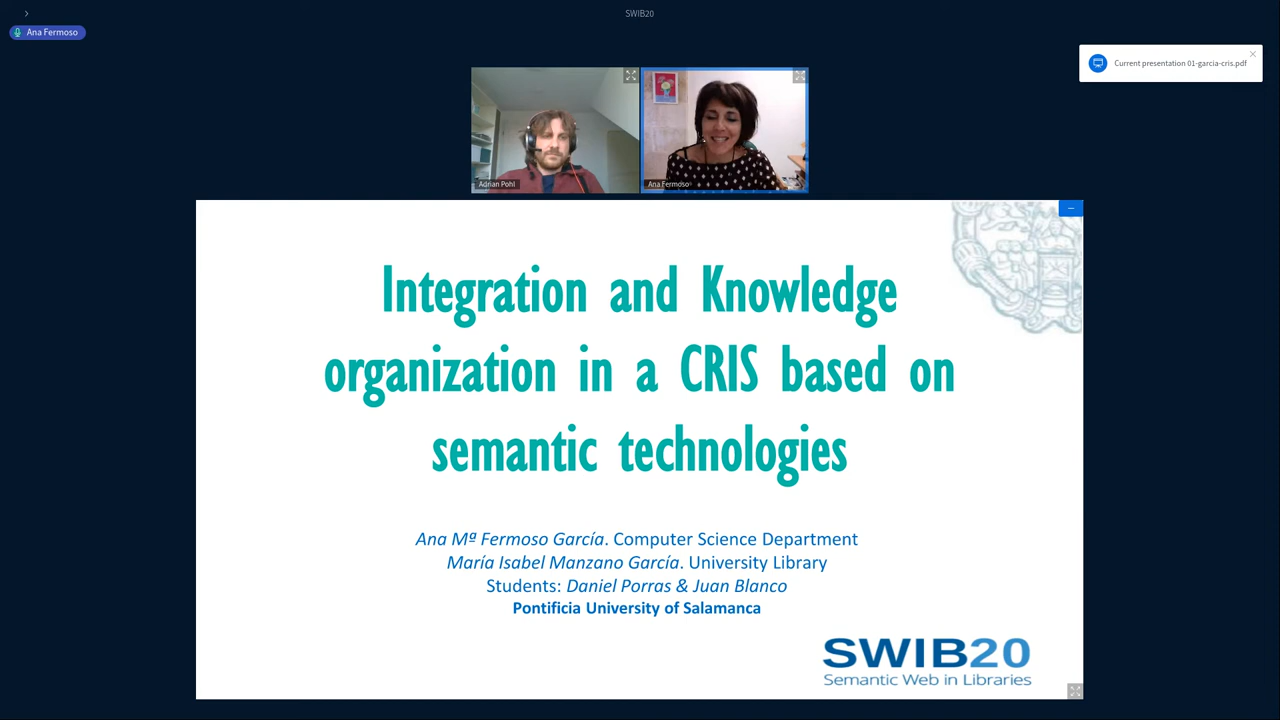 SWIB20
Ana Fermoso
Current presentation 01-garcia-cris.pdf
Adrian Pohl
Ana Fermoso
Integration and Knowledge
organization in a CRIS based on
semantic technologies
Ana Mª Fermoso García. Computer Science Department
María Isabel Manzano García. University Library
Students: Daniel Porras & Juan Blanco
Pontificia University of Salamanca
SWIB20
Semantic Web in Libraries